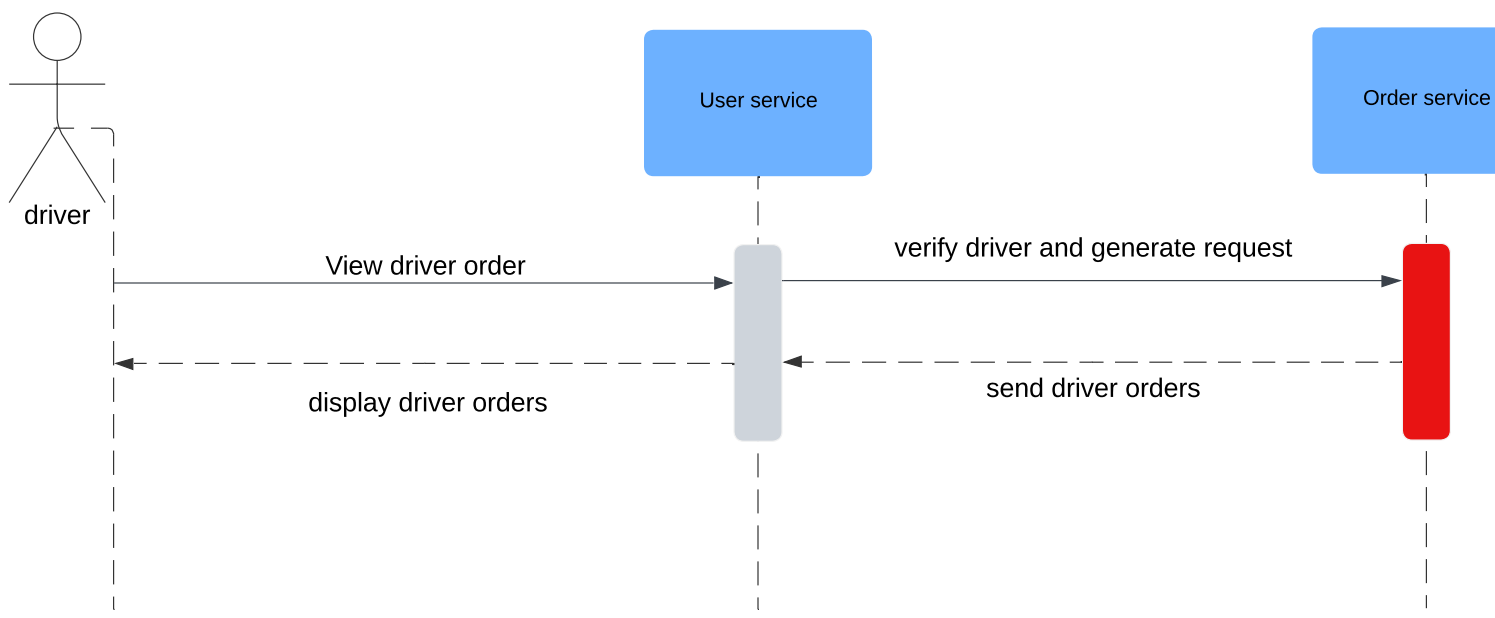 User service
Order service
driver
View driver order
verify driver and generate request
display driver orders
send driver orders